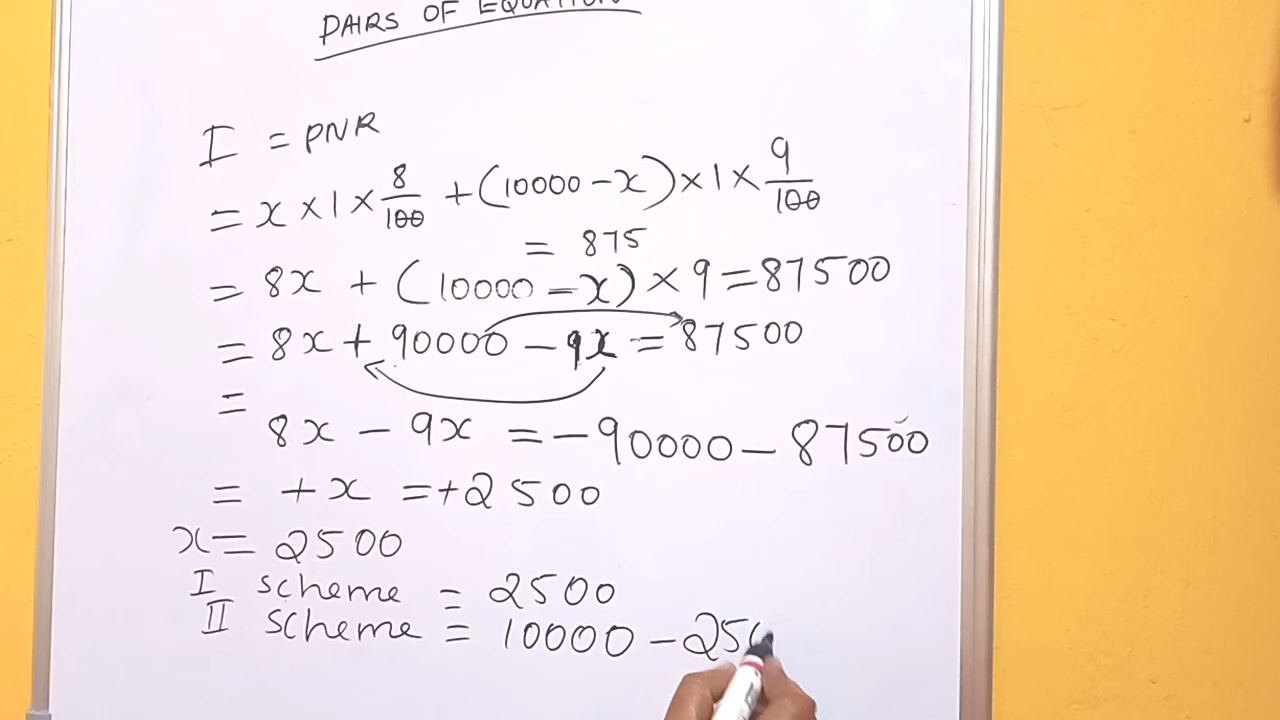 PAIRS OF EQUATION
I = PNR
= x × 1 × 8/100 + (10000 - x) × 1 × 9/100
= 875
= 8x + (10000 - x) × 9 = 87500
= 8x + 90000 - 9x = 87500
=
8x - 9x = -90000 - 87500
= +x = +2500
x = 2500
I scheme = 2500
II scheme = 10000 - 250